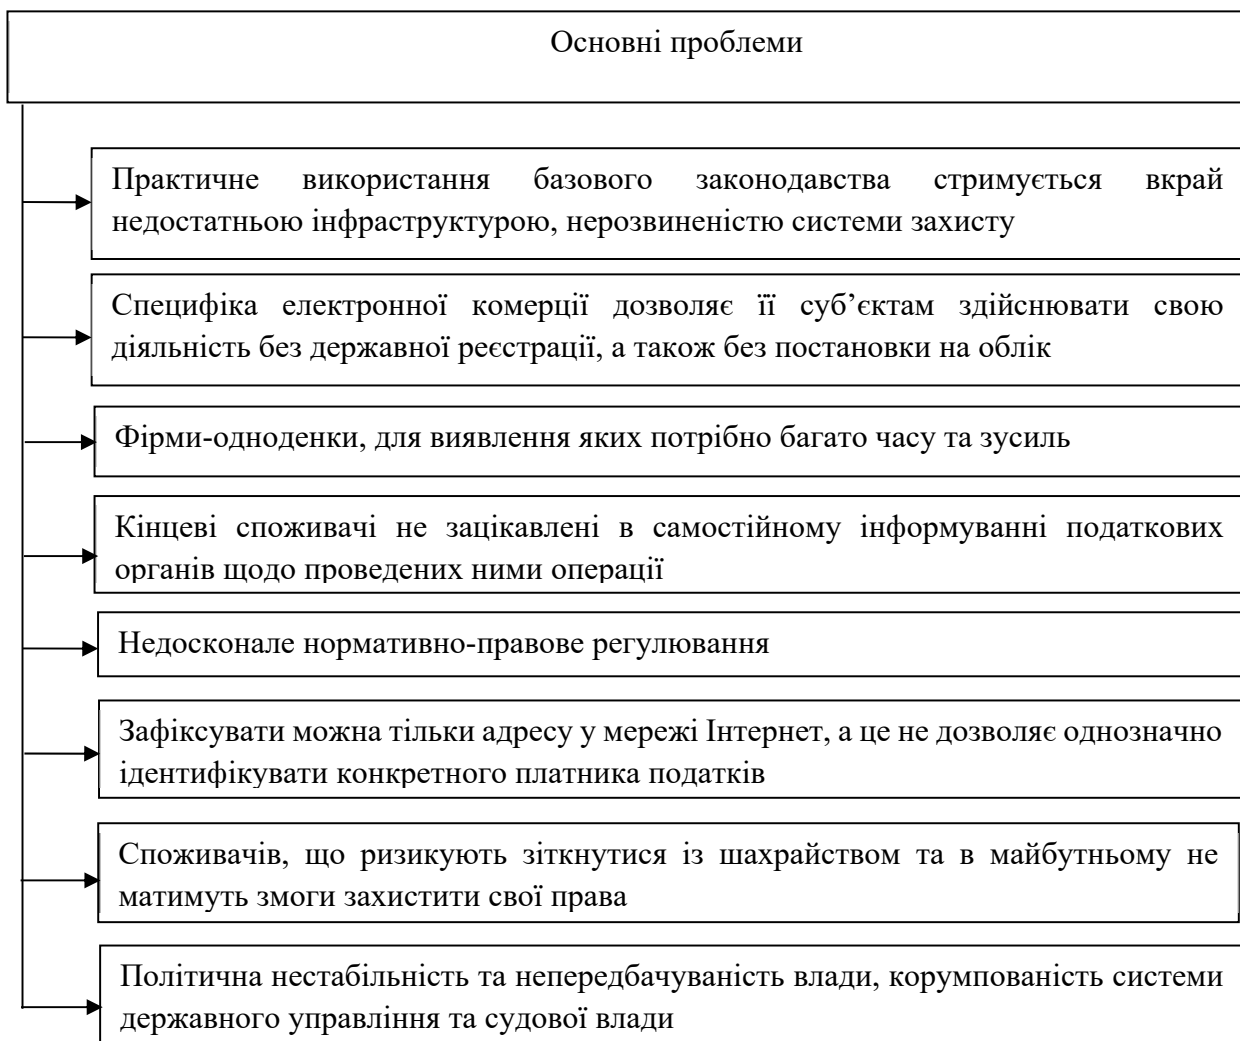 Основні проблеми
Практичне використання базового законодавства стримується вкрай
недостатньою інфраструктурою, нерозвиненістю системи захисту
Специфіка електронної комерції дозволяє її суб’єктам здійснювати свою
діяльність без державної реєстрації, а також без постановки на облік
Фірми-одноденки, для виявлення яких потрібно багато часу та зусиль
Кінцеві споживачі не зацікавлені в самостійному інформуванні податкових
органів щодо проведених ними операції
Недосконале нормативно-правове регулювання
Зафіксувати можна тільки адресу у мережі Інтернет, а це не дозволяє однозначно
ідентифікувати конкретного платника податків
Споживачів, що ризикують зіткнутися із шахрайством та в майбутньому не
матимуть змоги захистити свої права
Політична нестабільність та непередбачуваність влади, корумпованість системи
державного управління та судової влади